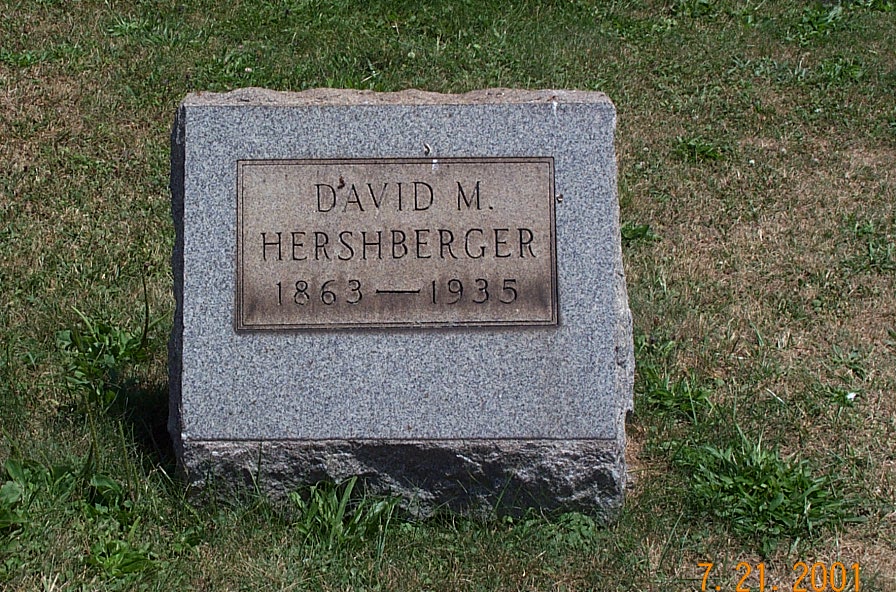 DAVID M.
HERSHBERGER
1863—1935
7. 21. 2001